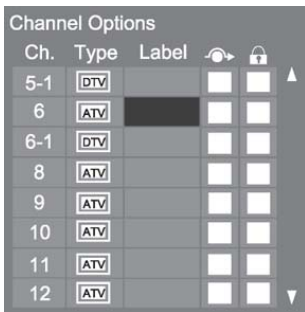 Channel Options
Ch. Type Label
5-1 DTV
6 ATV
6-1 DTV
8 ATV
9 ATV
10 ATV
11 ATV
12 ATV